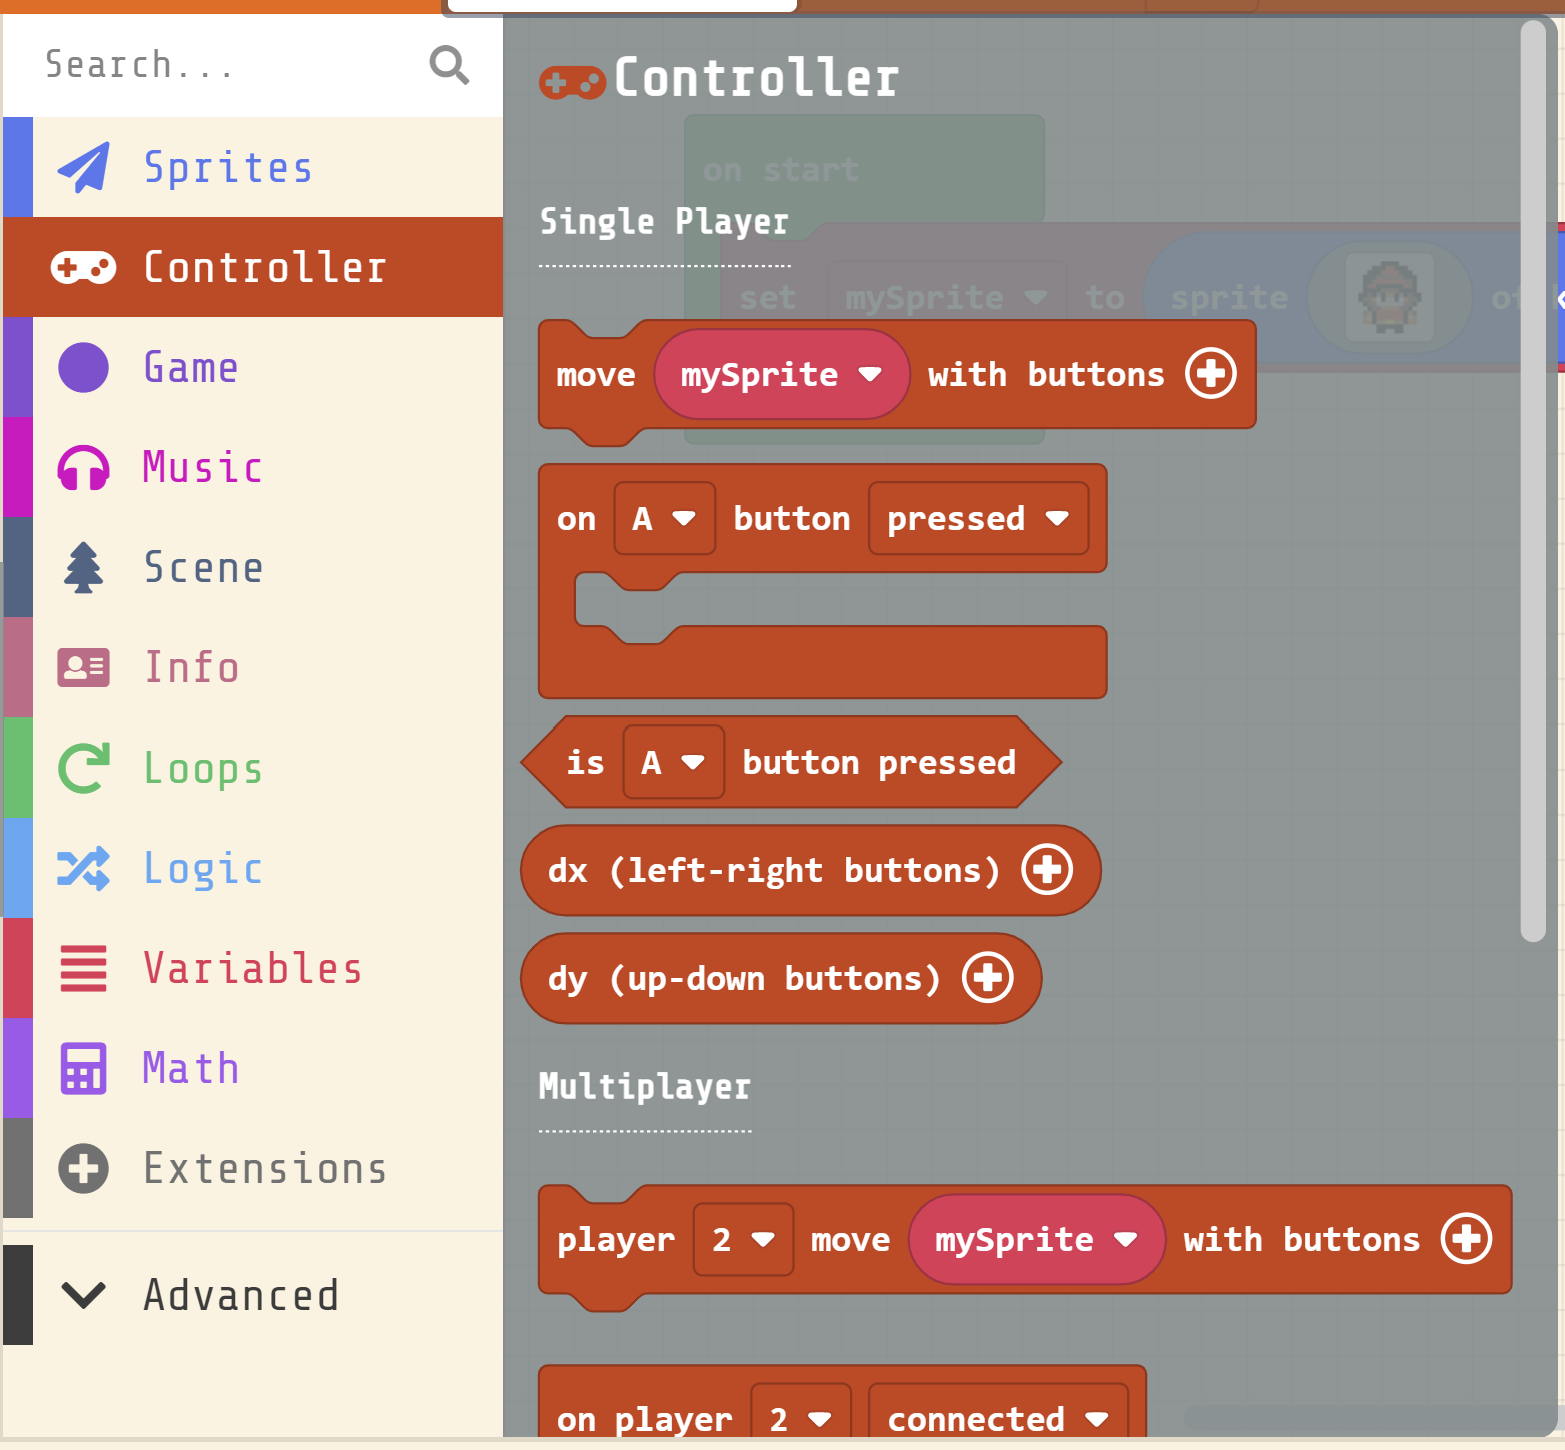 Search...
Sprites
Controller
Game
Music
Scene
Info
Loops
Logic
Variables
Math
Extensions
Advanced
Controller
on start
Single Player
set mySprite to sprite of k
move mySprite with buttons
on A button pressed
is A button pressed
dx (left-right buttons)
dy (up-down buttons)
Multiplayer
player 2 move mySprite with buttons
on player 2 connected